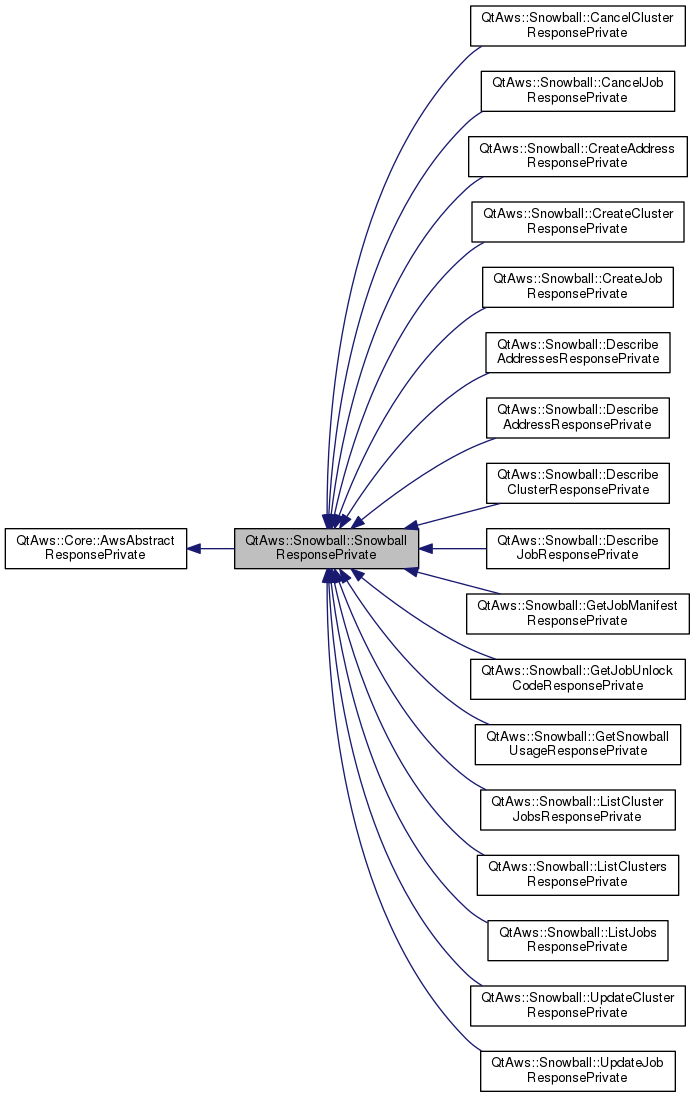 QtAws::Core::AwsAbstract
ResponsePrivate
QtAws::Snowball::Snowball
ResponsePrivate
QtAws::Snowball::CancelCluster
ResponsePrivate
QtAws::Snowball::CancelJob
ResponsePrivate
QtAws::Snowball::CreateAddress
ResponsePrivate
QtAws::Snowball::CreateCluster
ResponsePrivate
QtAws::Snowball::CreateJob
ResponsePrivate
QtAws::Snowball::Describe
AddressesResponsePrivate
QtAws::Snowball::Describe
AddressResponsePrivate
QtAws::Snowball::Describe
ClusterResponsePrivate
QtAws::Snowball::Describe
JobResponsePrivate
QtAws::Snowball::GetJobManifest
ResponsePrivate
QtAws::Snowball::GetJobUnlock
CodeResponsePrivate
QtAws::Snowball::GetSnowball
UsageResponsePrivate
QtAws::Snowball::ListCluster
JobsResponsePrivate
QtAws::Snowball::ListClusters
ResponsePrivate
QtAws::Snowball::ListJobs
ResponsePrivate
QtAws::Snowball::UpdateCluster
ResponsePrivate
QtAws::Snowball::UpdateJob
ResponsePrivate